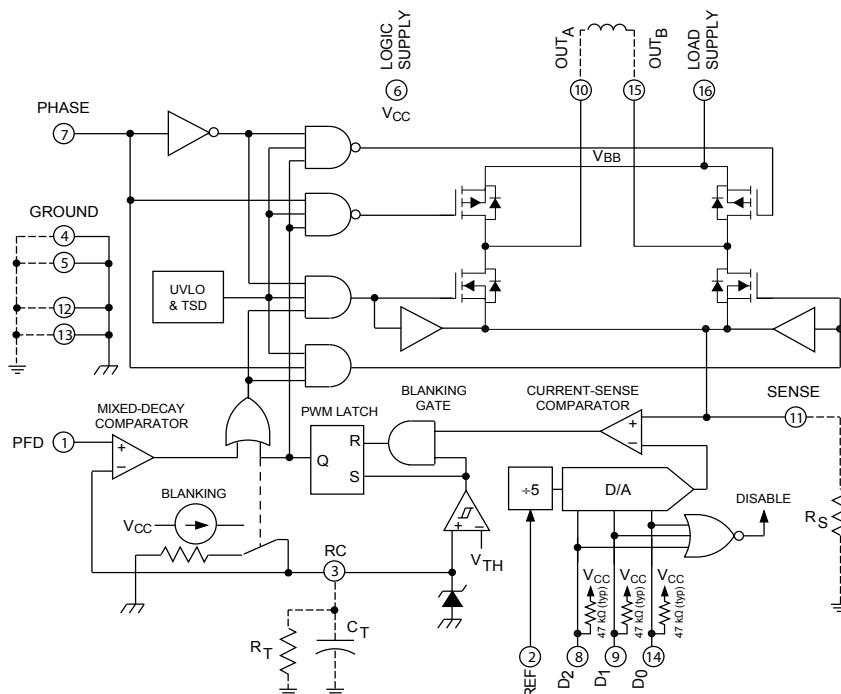 LOGIC
SUPPLY
6
VCC
OUTA
10
OUTB
15
LOAD
SUPPLY
16
PHASE
7
VBB
GROUND
4
5
12
13
UVLO
& TSD
MIXED-DECAY
COMPARATOR
PFD
1
+
−
PWM LATCH
Q
R
S
BLANKING
GATE
CURRENT-SENSE
COMPARATOR
+
−
SENSE
11
BLANKING
VCC
RC
3
+
−
VTH
÷5
D/A
DISABLE
RS
RT
CT
VCC
VCC
VCC
47 kΩ (typ)
47 kΩ (typ)
47 kΩ (typ)
2
8
9
14
REF
D2
D1
D0